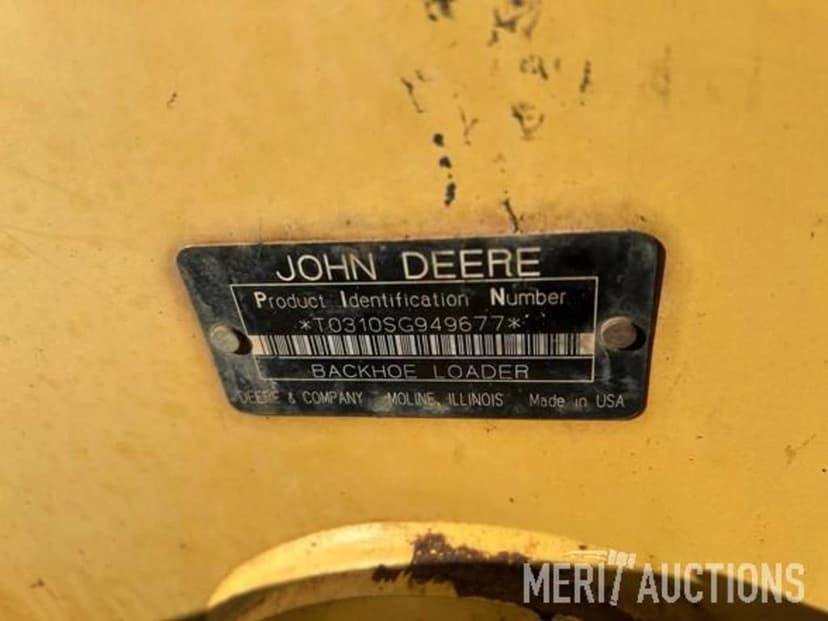 JOHN DEERE
Product Identification Number
*T0310SG949677*
BACKHOE LOADER
DEERE & COMPANY MOLINE, ILLINOIS Made in USA
MERIT AUCTIONS